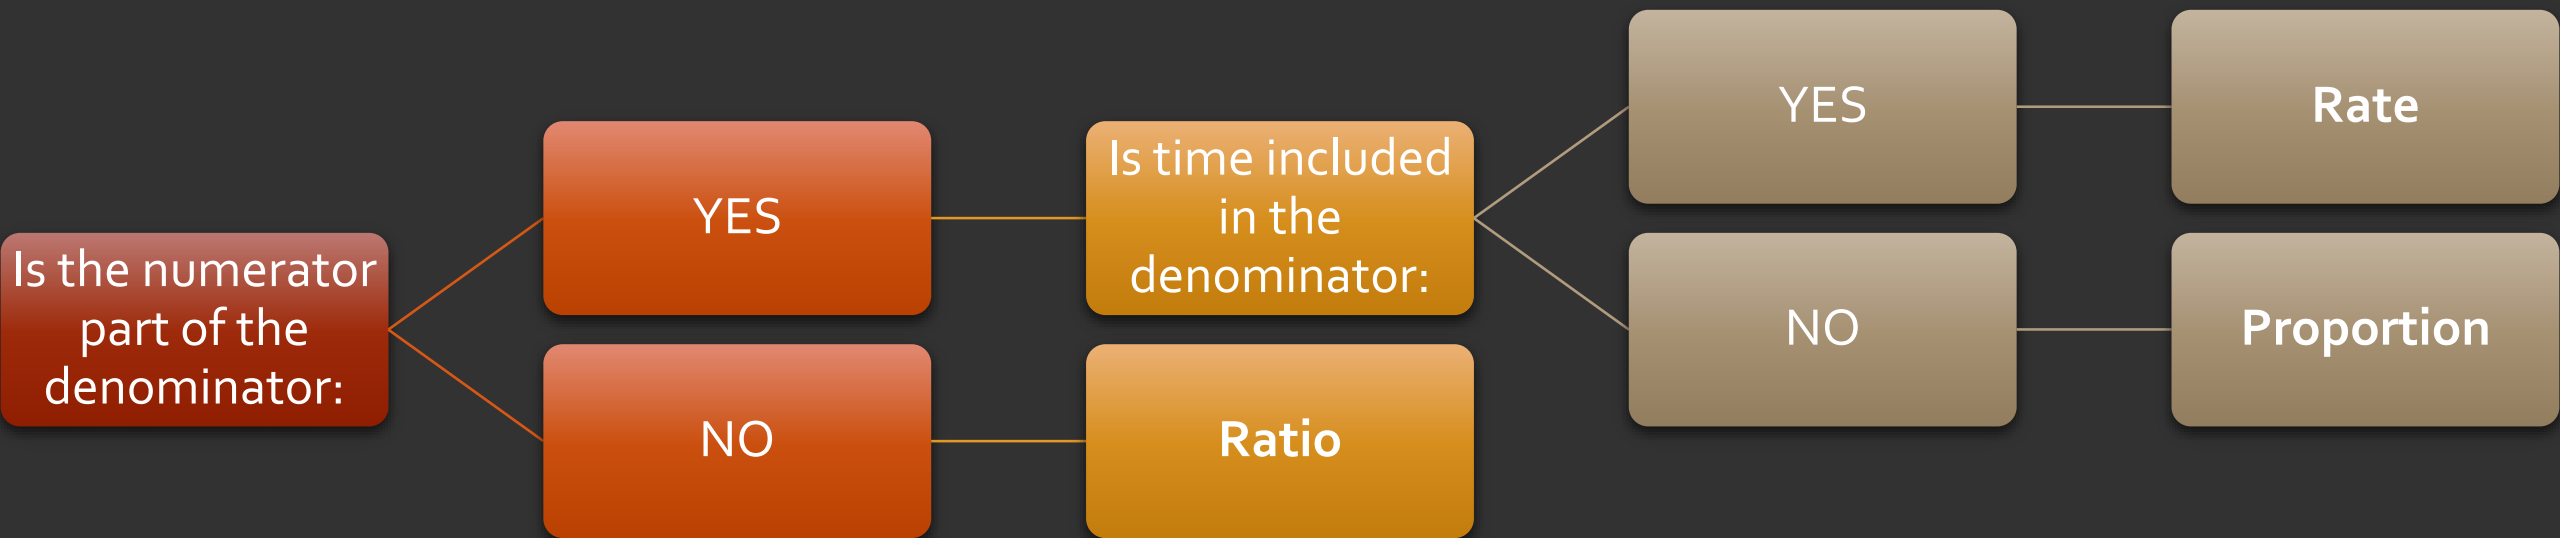 Is the numerator
part of the
denominator:
YES
Is time included
in the
denominator:
YES
Rate
NO
Proportion
NO
Ratio